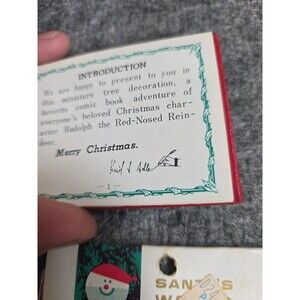 INTRODUCTION
We are happy to present to you in
this miniature tree decoration, a
favorite comic book adventure of
everyone's beloved Christmas char-
acter Rudolph the Red-Nosed Rein-
deer.
Merry Christmas.
— 1 —
SANTA'S